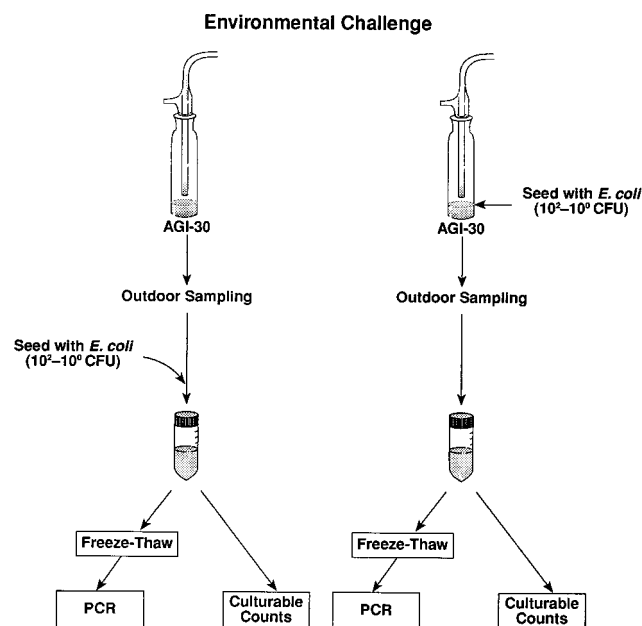 Environmental Challenge
AGI-30
Outdoor Sampling
Seed with E. coli
(10²–10⁰ CFU)
Freeze-Thaw
PCR
Culturable
Counts
AGI-30
Seed with E. coli
(10²–10⁰ CFU)
Outdoor Sampling
Freeze-Thaw
PCR
Culturable
Counts